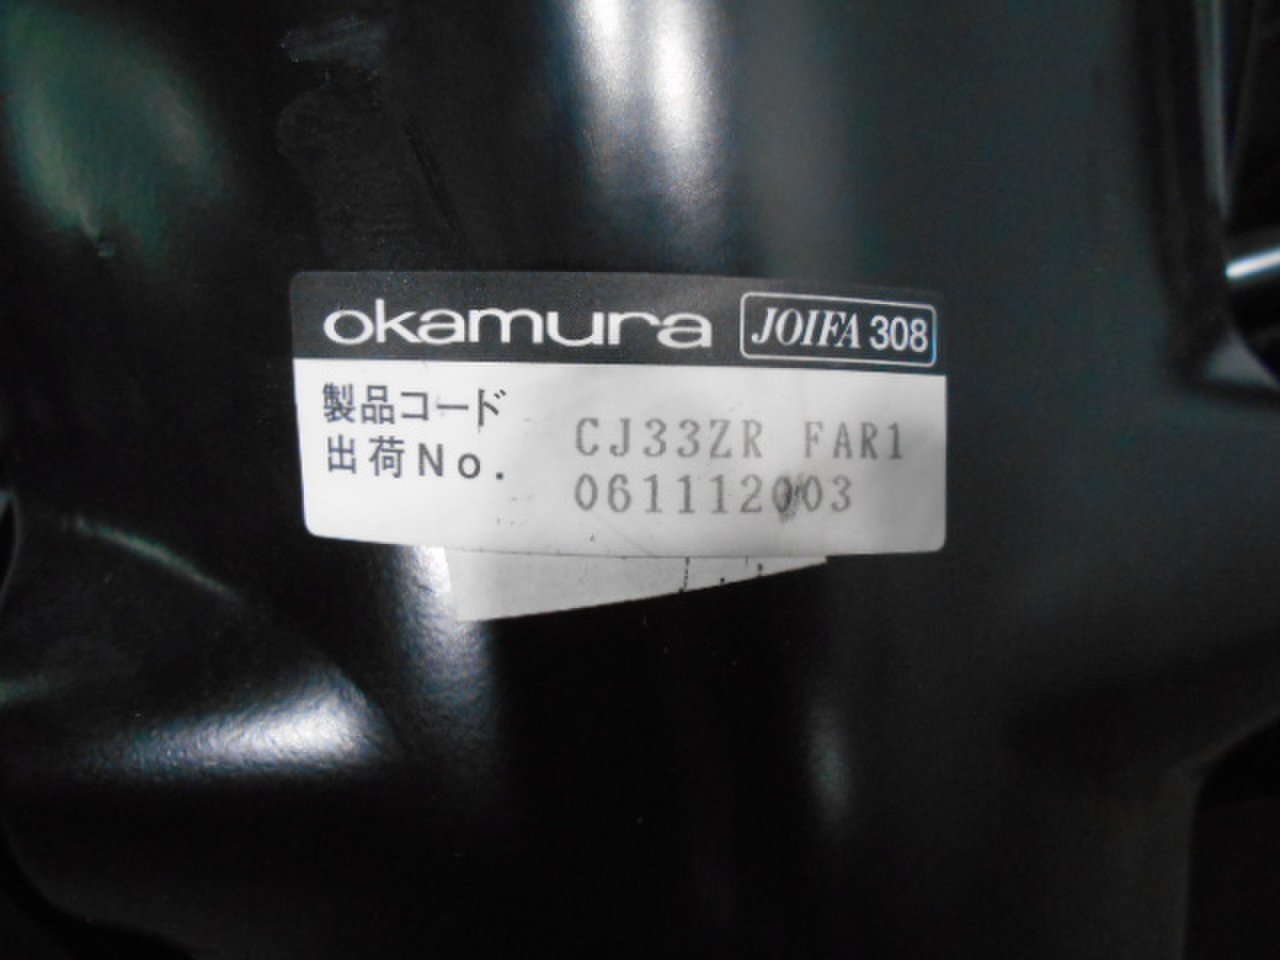 okamura JOIFA 308
製品コード CJ33ZR FAR1
出荷No. 061112003